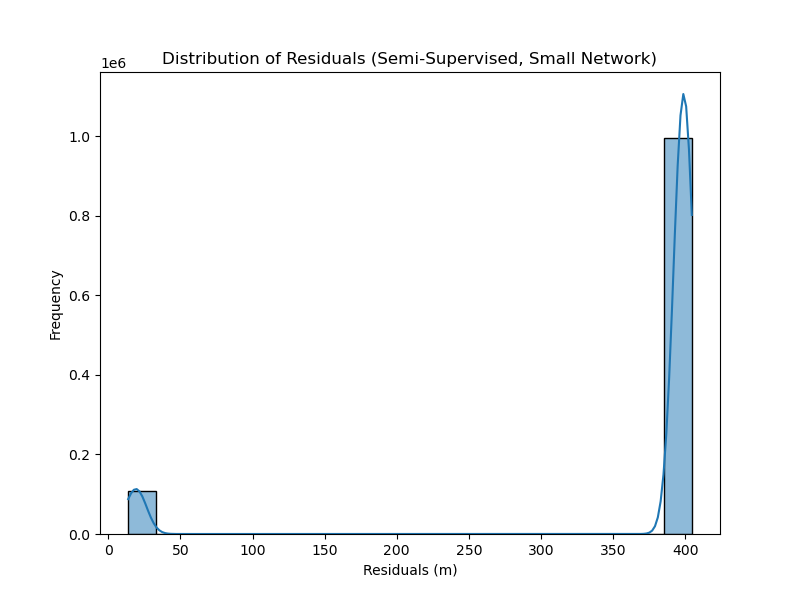 Distribution of Residuals (Semi-Supervised, Small Network)
1e6
1.0
0.8
0.6
0.4
0.2
0.0
Frequency
0 50 100 150 200 250 300 350 400
Residuals (m)